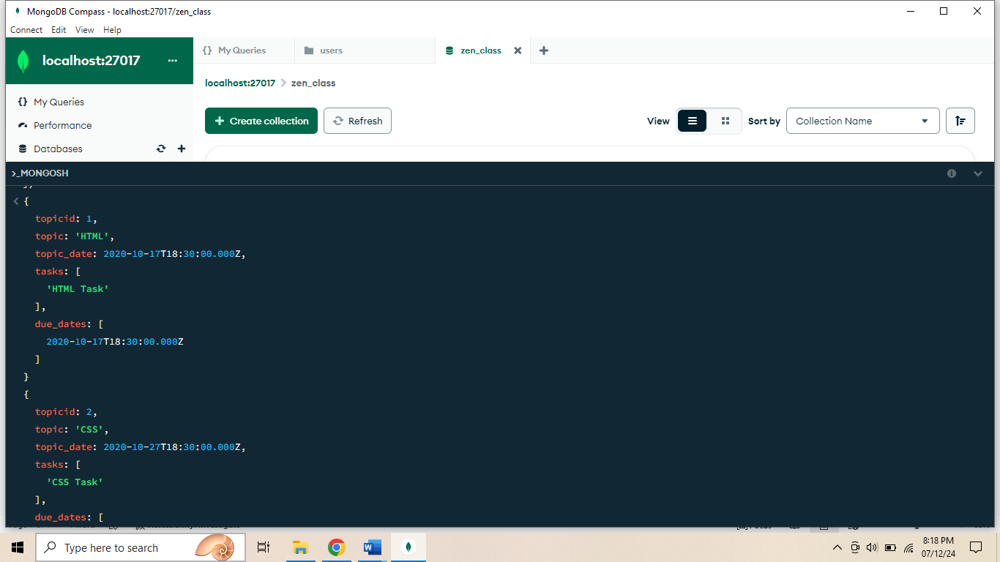 MongoDB Compass - localhost:27017/zen_class
Connect Edit View Help
localhost:27017 ...
{} My Queries
users
zen_class
localhost:27017 > zen_class
{} My Queries
Performance
Databases
+ Create collection
Refresh
View
Sort by
Collection Name
>_MONGOSH
{
topicid: 1,
topic: 'HTML',
topic_date: 2020-10-17T18:30:00.000Z,
tasks: [
'HTML Task'
],
due_dates: [
2020-10-17T18:30:00.000Z
]
}
{
topicid: 2,
topic: 'CSS',
topic_date: 2020-10-27T18:30:00.000Z,
tasks: [
'CSS Task'
],
due_dates: [
Type here to search
8:18 PM
07/12/24